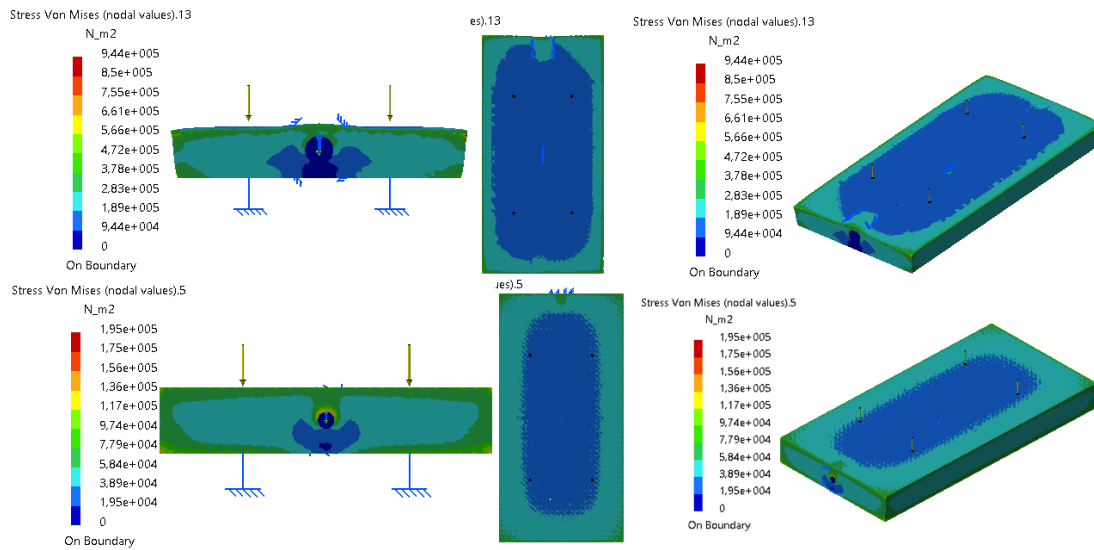 Stress Von Mises (nodal values).13
N_m2
9,44e+005
8,5e+005
7,55e+005
6,61e+005
5,66e+005
4,72e+005
3,78e+005
2,83e+005
1,89e+005
9,44e+004
0
On Boundary
es).13
Stress Von Mises (nodal values).13
N_m2
9,44e+005
8,5e+005
7,55e+005
6,61e+005
5,66e+005
4,72e+005
3,78e+005
2,83e+005
1,89e+005
9,44e+004
0
On Boundary
Stress Von Mises (nodal values).5
N_m2
1,95e+005
1,75e+005
1,56e+005
1,36e+005
1,17e+005
9,74e+004
7,79e+004
5,84e+004
3,89e+004
1,95e+004
0
On Boundary
ues).5
Stress Von Mises (nodal values).5
N_m2
1,95e+005
1,75e+005
1,56e+005
1,36e+005
1,17e+005
9,74e+004
7,79e+004
5,84e+004
3,89e+004
1,95e+004
0
On Boundary